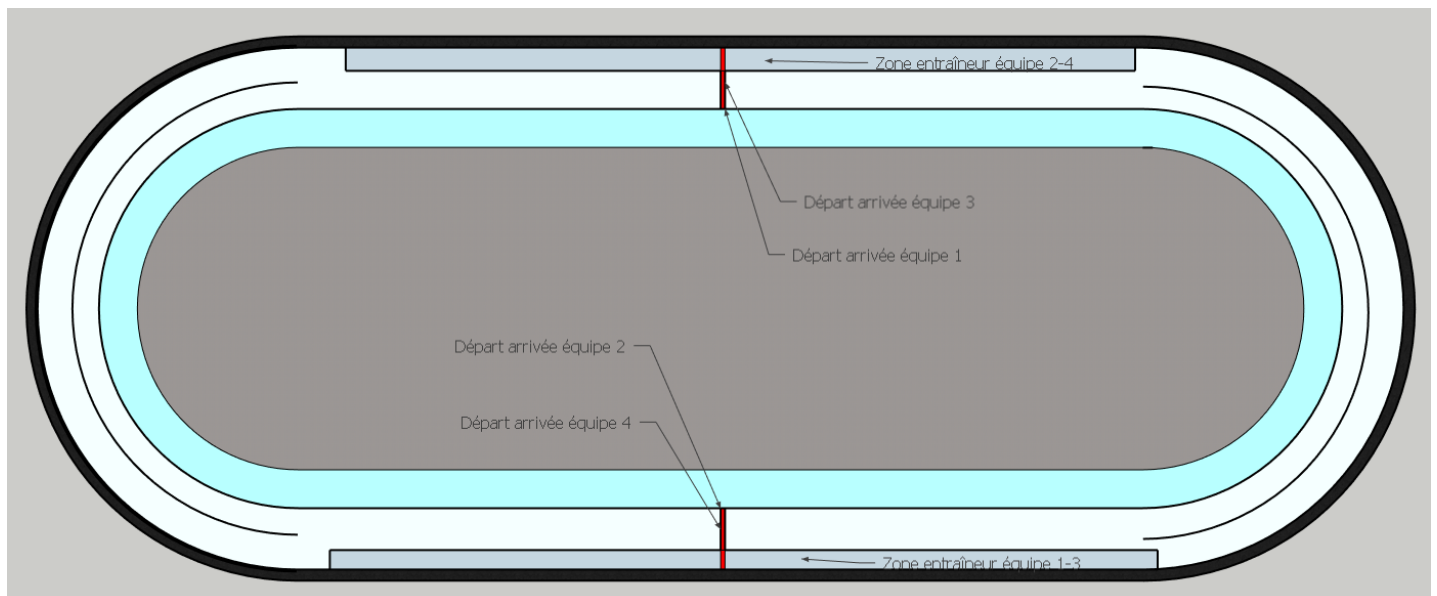 Zone entraîneur équipe 2-4
Départ arrivée équipe 3
Départ arrivée équipe 1
Départ arrivée équipe 2
Départ arrivée équipe 4
Zone entraîneur équipe 1-3